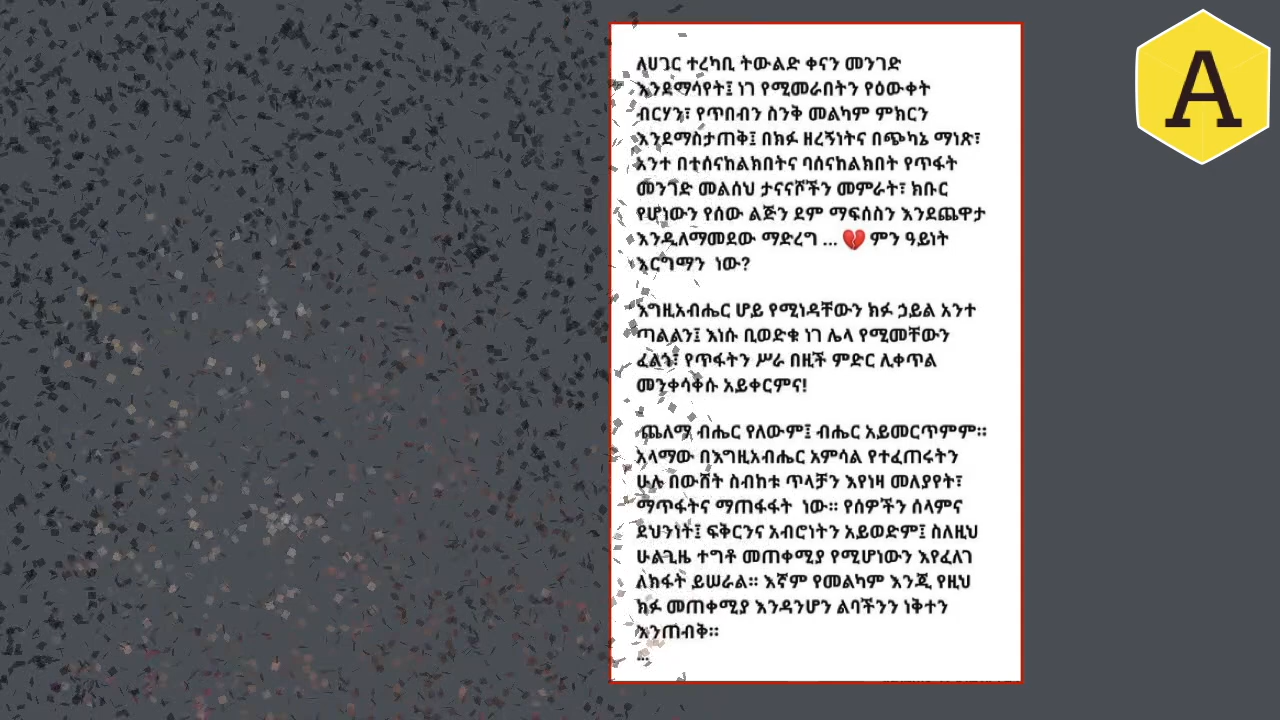 ለሀገር ተረካቢ ትውልድ ቀናን መንገድ
እንደማሳየት፤ ነገ የሚመራበትን የዕውቀት
ብርሃን፣ የጥበብን ስንቅ መልካም ምክርን
እንደማስታጠቅ፤ በክፉ ዘረኝነትና በጭካኔ ማነጽ፣
አንተ በተሰናከልክበትና ባሰናከልክበት የጥፋት
መንገድ መልሰህ ታናናሾችን መምራት፣ ክቡር
የሆነውን የሰው ልጅን ደም ማፍሰስን እንደጨዋታ
እንዲለማመደው ማድረግ ... 💔 ምን ዓይነት
እርግማን ነው?
እግዚአብሔር ሆይ የሚነዳቸውን ክፉ ኃይል አንተ
ጣልልን፤ እነሱ ቢወድቁ ነገ ሌላ የሚመቸውን
ፈልጎ፣ የጥፋትን ሥራ በዚች ምድር ሊቀጥል
መንቀሳቀሱ አይቀርምና!
ጨለማ ብሔር የለውም፤ ብሔር አይመርጥምም።
አላማው በእግዚአብሔር አምሳል የተፈጠሩትን
ሁሉ በውሸት ስብከቱ ጥላቻን እየነዛ መለያየት፣
ማጥፋትና ማጠፋፋት ነው። የሰዎችን ሰላምና
ደህንነት፤ ፍቅርንና አብሮነትን አይወድም፤ ስለዚህ
ሁልጊዜ ተግቶ መጠቀሚያ የሚሆነውን እየፈለገ
ለክፋት ይሠራል። እኛም የመልካም እንጂ የዚህ
ክፉ መጠቀሚያ እንዳንሆን ልባችንን ነቅተን
እንጠብቅ።
...
A